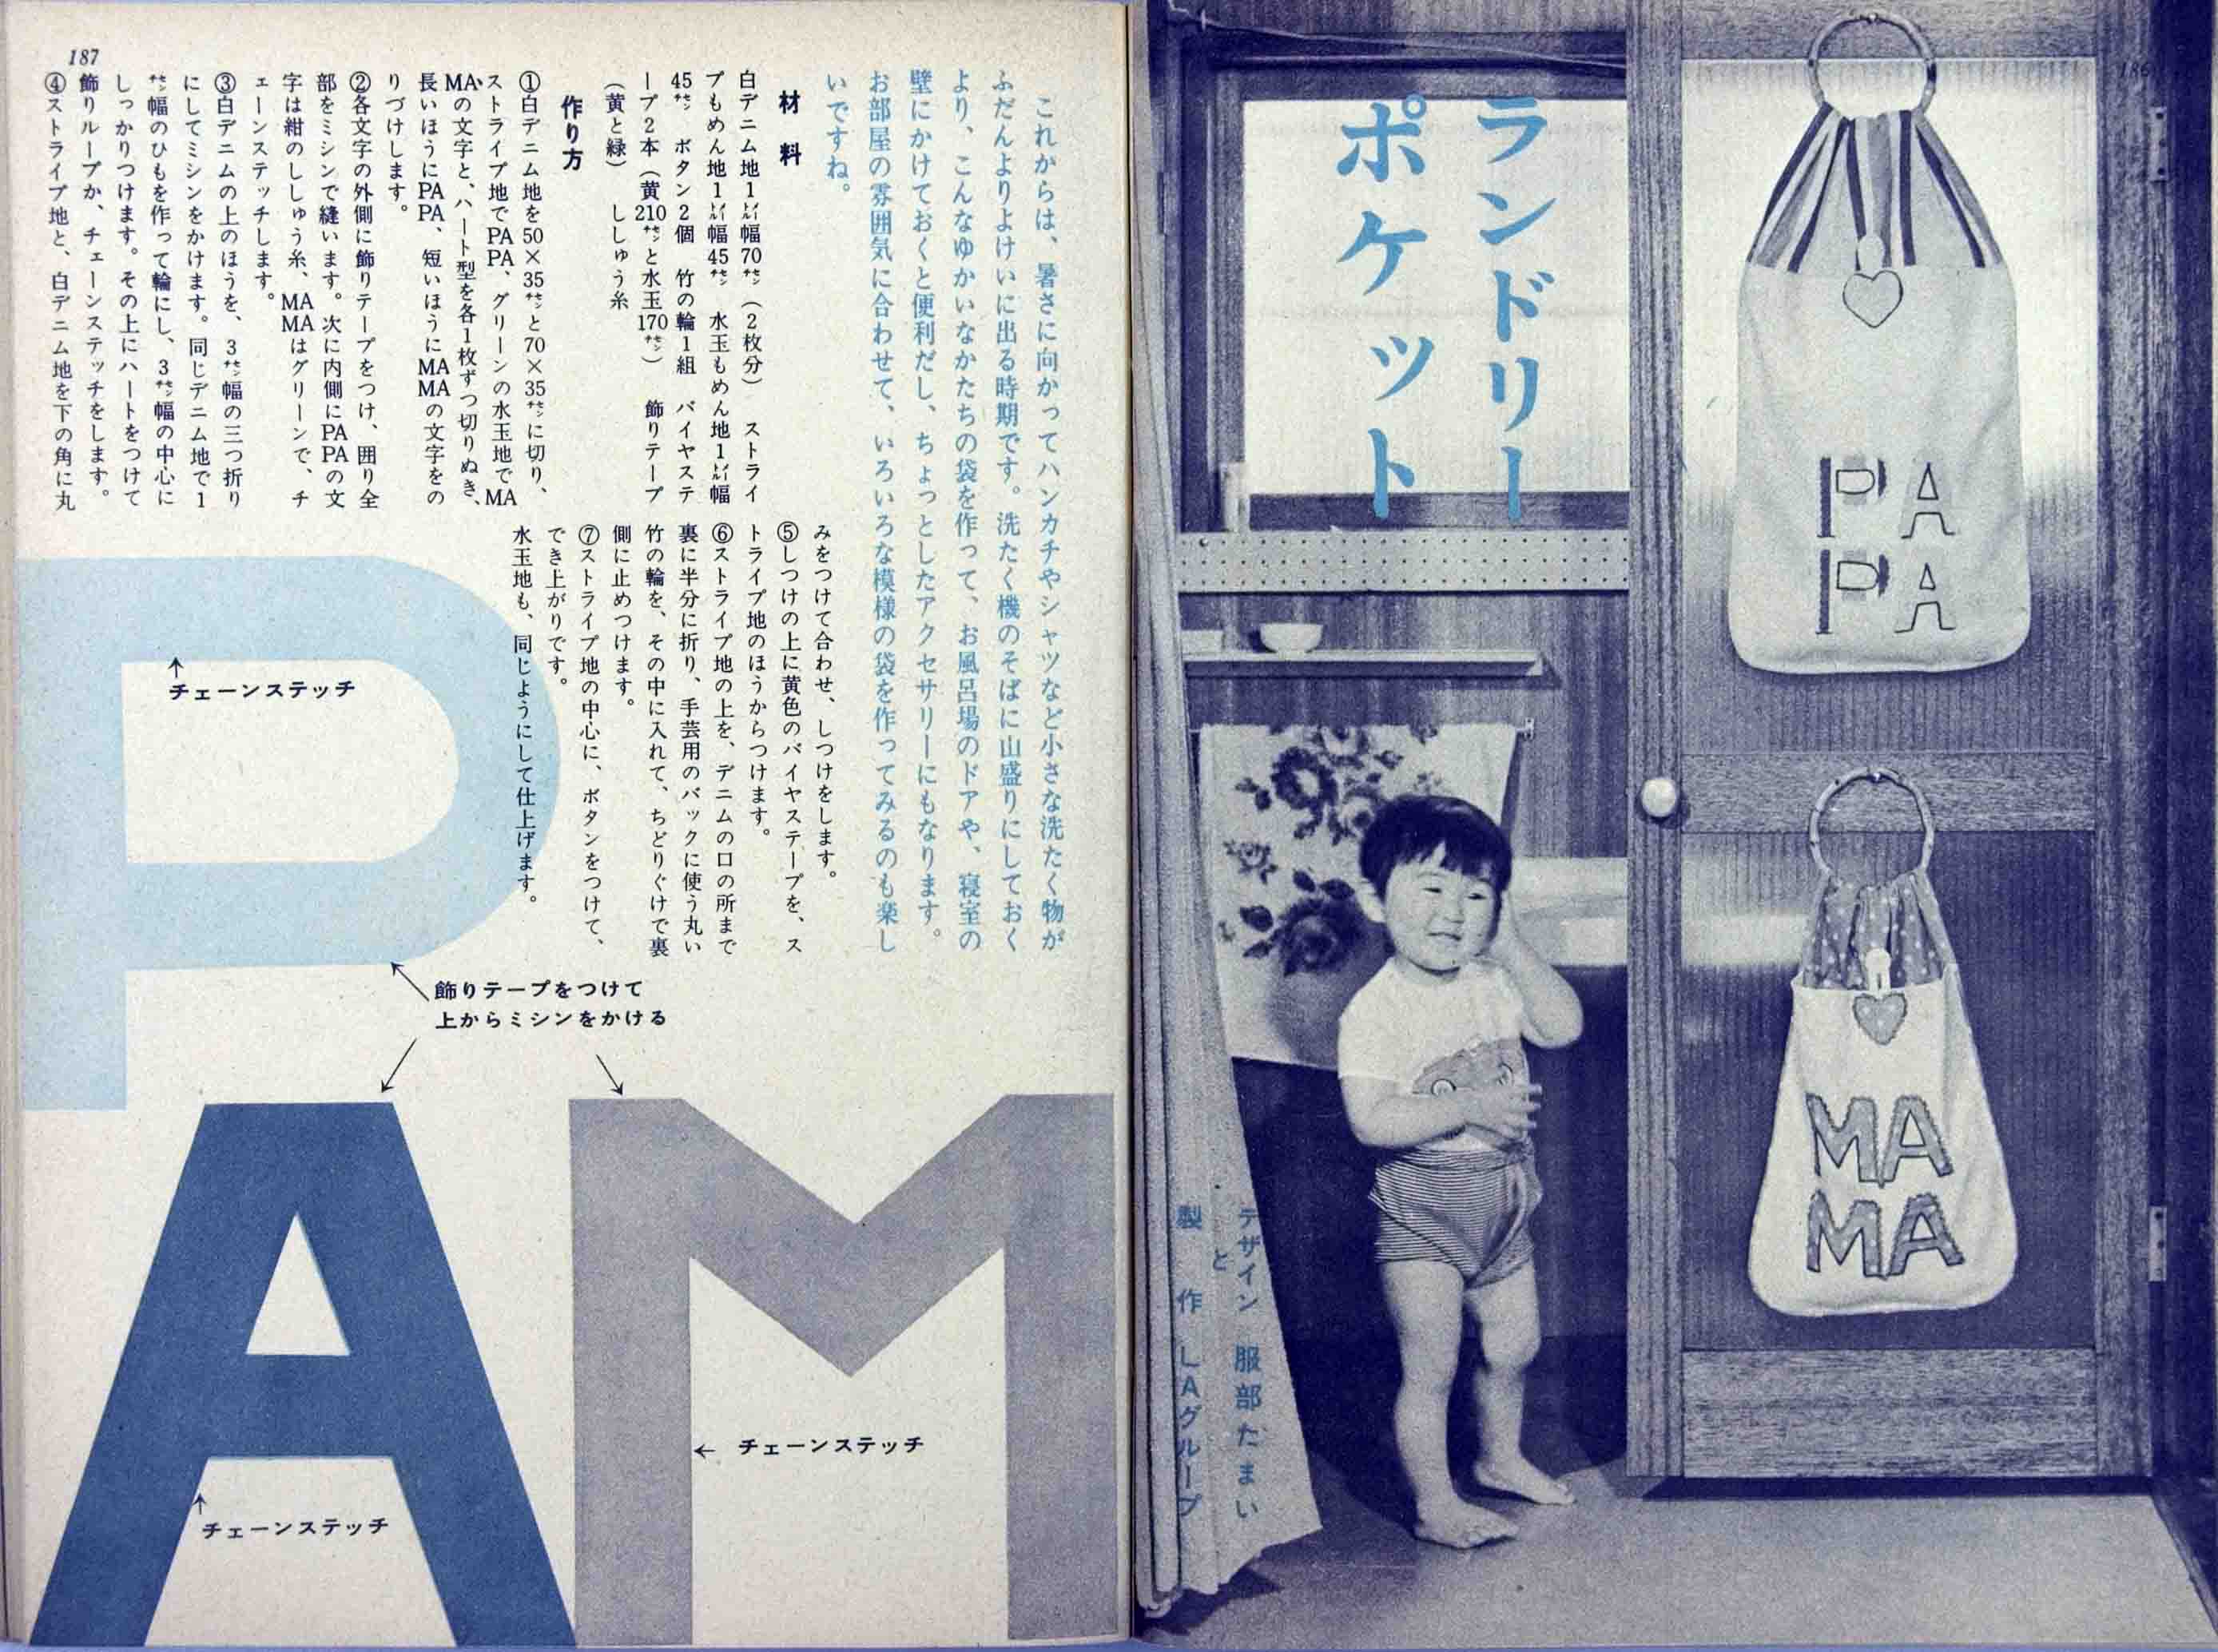 186
ランドリー
ポケット
PA
PA
MA
MA
デザイン 服部たまい
と
製作 LAグループ
これからは、暑さに向かってハンカチやシャツなど小さな洗たく物が
ふだんよりよけいに出る時期です。洗たく機のそばに山盛りにしておく
より、こんなゆかいなかたちの袋を作って、お風呂場のドアや、寝室の
壁にかけておくと便利だし、ちょっとしたアクセサリーにもなります。
お部屋の雰囲気に合わせて、いろいろな模様の袋を作ってみるのも楽し
いですね。
材料
白デニム地1㍍幅70㌢(2枚分) ストライ
プもめん地1㍍幅45㌢ 水玉もめん地1㍍幅
45㌢ ボタン2個 竹の輪1組 バイヤステ
ープ2本(黄210㌢と水玉170㌢) 飾りテープ
(黄と緑) ししゅう糸
作り方
①白デニム地を50×35㌢と70×35㌢に切り、
ストライプ地でPAPA、グリーンの水玉地でMA
MAの文字と、ハート型を各1枚ずつ切りぬき、
長いほうにPAPA、短いほうにMAMAの文字をの
りづけします。
②各文字の外側に飾りテープをつけ、囲り全
部をミシンで縫います。次に内側にPAPAの文
字は紺のししゅう糸、MAMAはグリーンで、チ
ェーンステッチします。
③白デニムの上のほうを、3㌢幅の三つ折り
にしてミシンをかけます。同じデニム地で1
㌢幅のひもを作って輪にし、3㌢幅の中心に
しっかりつけます。その上にハートをつけて
飾りループか、チェーンステッチをします。
④ストライプ地と、白デニム地を下の角に丸
みをつけて合わせ、しつけをします。
⑤しつけの上に黄色のバイヤステープを、ス
トライプ地のほうからつけます。
⑥ストライプ地の上を、デニムの口の所まで
裏に半分に折り、手芸用のバックに使う丸い
竹の輪を、その中に入れて、ちどりぐけで裏
側に止めつけます。
⑦ストライプ地の中心に、ボタンをつけて、
でき上がりです。
水玉地も、同じようにして仕上げます。
187
P
チェーンステッチ
飾りテープをつけて
上からミシンをかける
A
チェーンステッチ
M
チェーンステッチ